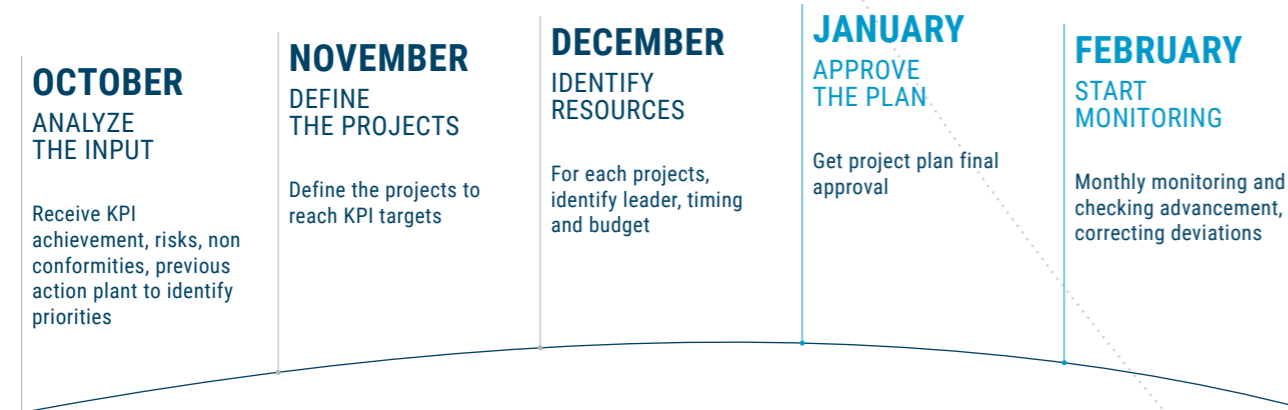 OCTOBER
ANALYZE
THE INPUT
Receive KPI
achievement, risks, non
conformities, previous
action plant to identify
priorities
NOVEMBER
DEFINE
THE PROJECTS
Define the projects to
reach KPI targets
DECEMBER
IDENTIFY
RESOURCES
For each projects,
identify leader, timing
and budget
JANUARY
APPROVE
THE PLAN
Get project plan final
approval
FEBRUARY
START
MONITORING
Monthly monitoring and
checking advancement,
correcting deviations